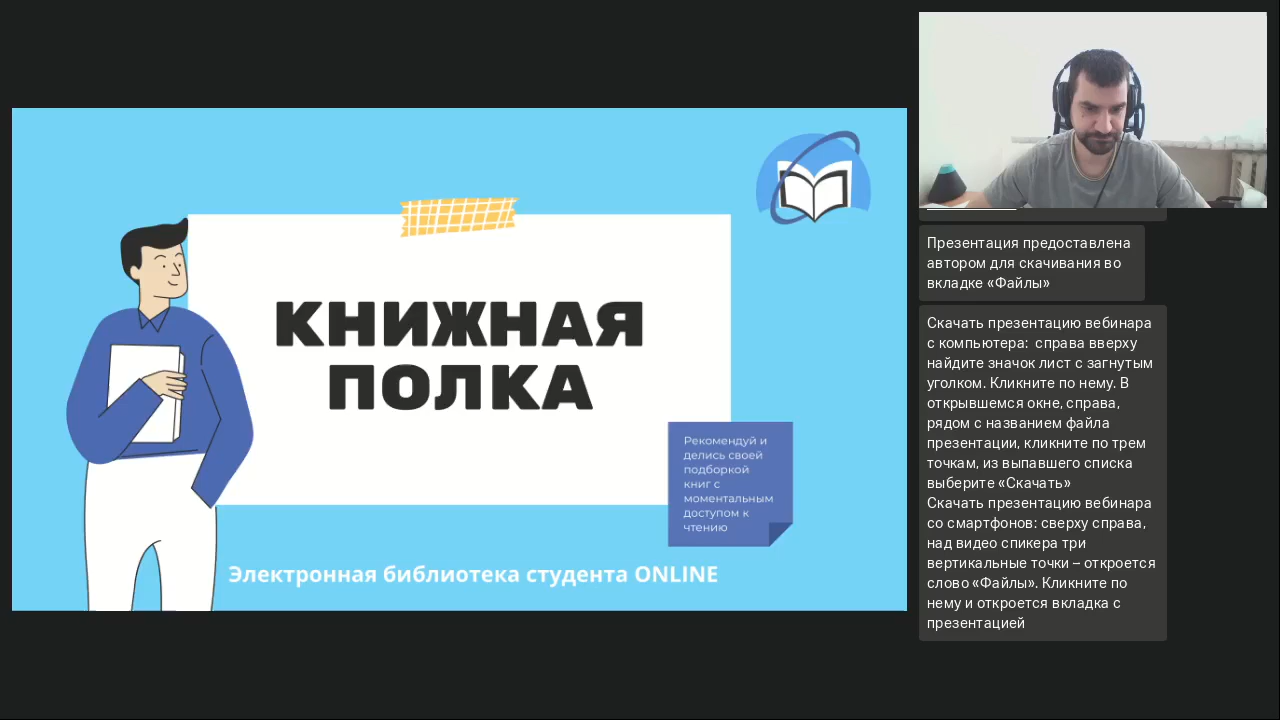 КНИЖНАЯ
ПОЛКА
Рекомендуй и
делись своей
подборкой
книг с
моментальным
доступом к
чтению
Электронная библиотека студента ONLINE
Презентация предоставлена
автором для скачивания во
вкладке «Файлы»
Скачать презентацию вебинара
с компьютера:  справа вверху
найдите значок лист с загнутым
уголком. Кликните по нему. В
открывшемся окне, справа,
рядом с названием файла
презентации, кликните по трем
точкам, из выпавшего списка
выберите «Скачать»
Скачать презентацию вебинара
со смартфонов: сверху справа,
над видео спикера три
вертикальные точки – откроется
слово «Файлы». Кликните по
нему и откроется вкладка с
презентацией